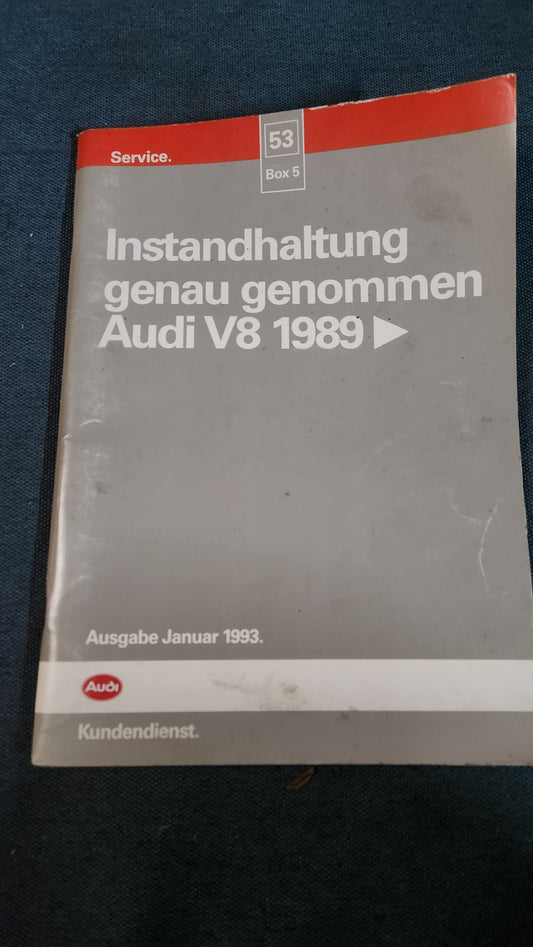 53
Service.
Box 5
Instandhaltung
genau genommen
Audi V8 1989 ▶
Ausgabe Januar 1993.
Audi
Kundendienst.